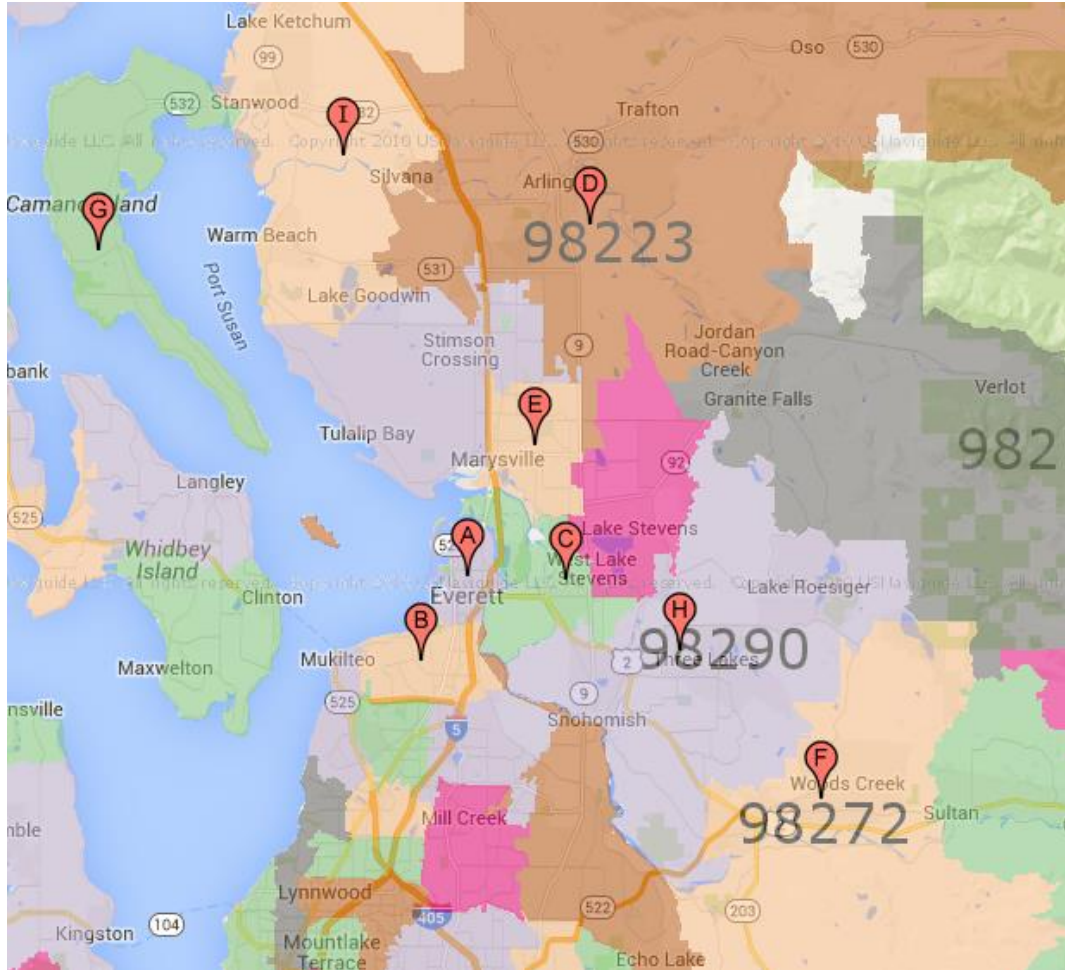 Lake Ketchum
Oso
530
99
532
Stanwood
I
Trafton
530
Silvana
Arling
D
98223
Camano Island
G
Warm Beach
531
Port Susan
Lake Goodwin
Stimson
Crossing
9
Jordan
Road-Canyon
Creek
Verlot
bank
Granite Falls
E
982
Tulalip Bay
Marysville
92
Langley
525
Lake Stevens
A
C
Whidbey
Island
West Lake
Stevens
Lake Roesiger
Clinton
Everett
B
H
98290
Three Lakes
2
Mukilteo
Maxwelton
525
9
nsville
5
Snohomish
F
Woods Creek
98272
Sultan
Mill Creek
Lynnwood
405
522
203
104
Kingston
Mountlake
Terrace
Echo Lake